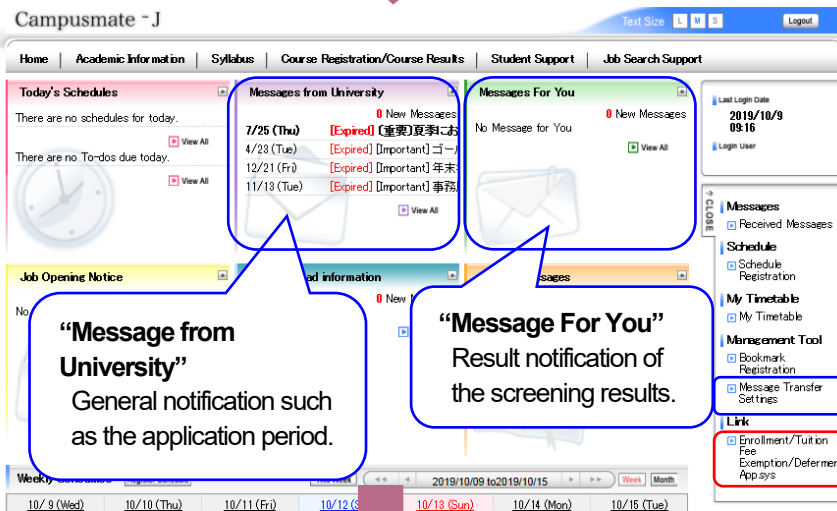 Campusmate - J
Text Size L M S
Logout
Home | Academic Information | Syllabus | Course Registration/Course Results | Student Support | Job Search Support
Today's Schedules
There are no schedules for today.
View All
There are no To-dos due today.
View All
Messages from University
0 New Messages
7/25 (Thu) [Expired] 〔重要〕夏季にお
4/23 (Tue) [Expired] [Important] ゴー
12/21 (Fri) [Expired] [Important] 年末
11/13 (Tue) [Expired] [Important] 事務
View All
Messages For You
0 New Messages
No Message for You
View All
Last Login Date
2019/10/9
09:16
Login User
CLOSE
Messages
Received Messages
Schedule
Schedule
Registration
My Timetable
My Timetable
Management Tool
Bookmark
Registration
Message Transfer
Settings
Link
Enrollment/Tuition
Fee
Exemption/Defermer
App.sys
Job Opening Notice
No
ad information
0 New
sages
“Message from
University”
General notification such
as the application period.
“Message For You”
Result notification of
the screening results.
Weekly
2019/10/09 to2019/10/15
Week Month
10/ 9 (Wed) 10/10 (Thu) 10/11 (Fri) 10/12 (S 10/13 (Sun) 10/14 (Mon) 10/15 (Tue)